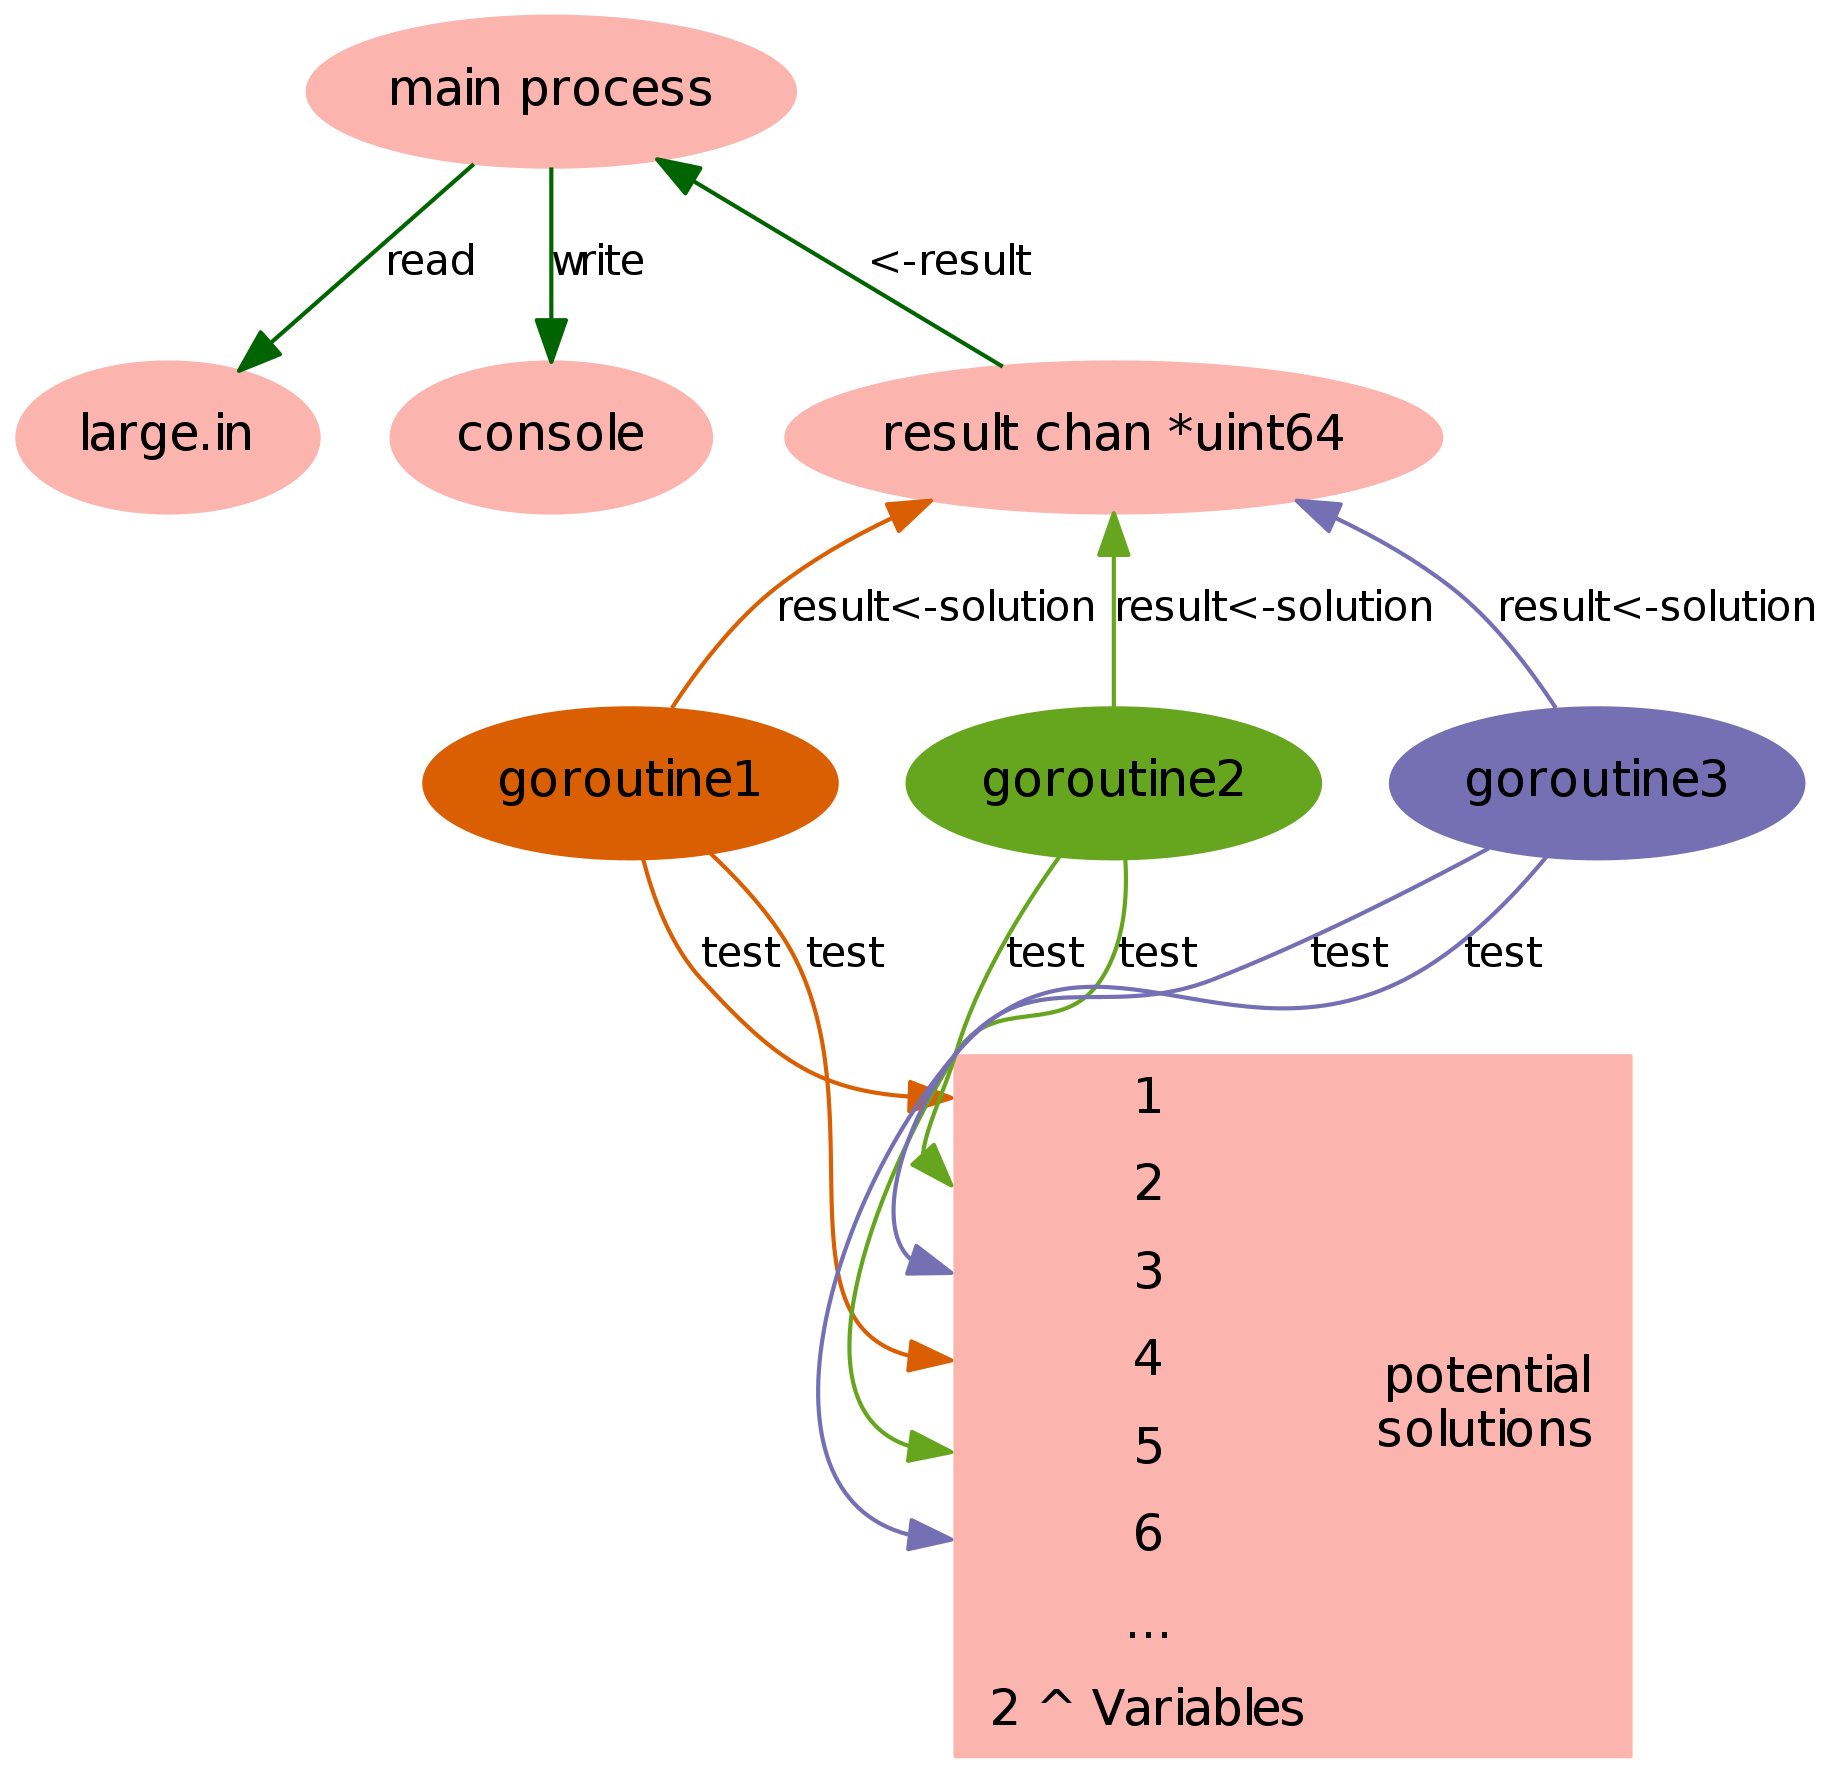 main process
read
write
<-result
large.in
console
result chan *uint64
result<-solution
result<-solution
result<-solution
goroutine1
goroutine2
goroutine3
test
test
test
test
test
test
1
2
3
4
5
6
...
2 ^ Variables
potential
solutions